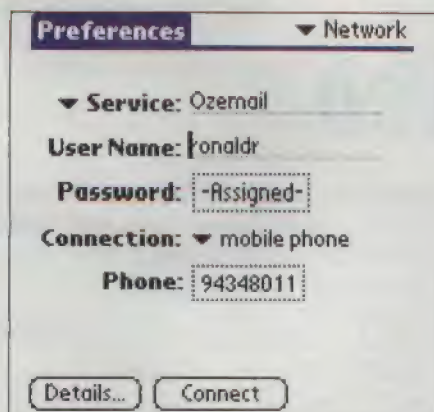 Preferences ▼ Network
▼ Service: Ozemail
User Name: ronaldr
Password: -Assigned-
Connection: ▼ mobile phone
Phone: 94348011
Details... Connect